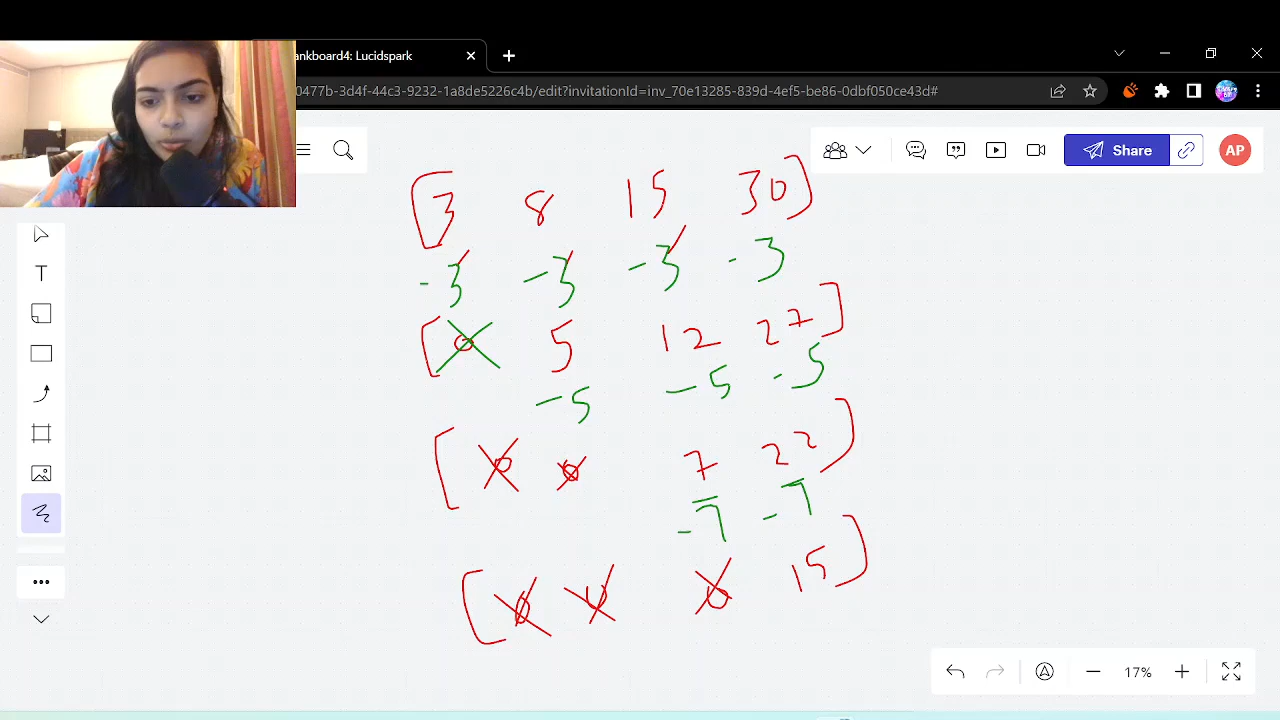 ankboard4: Lucidspark
0477b-3d4f-44c3-9232-1a8de5226c4b/edit?invitationId=inv_70e13285-839d-4ef5-be86-0dbf050ce43d#
Share
AP
T
[3 8 15 30]
-3 -3 -3 -3
[0 5 12 27]
-5 -5 -5
[0 0 7 22]
-7 -7
[0 0 0 15]
17%